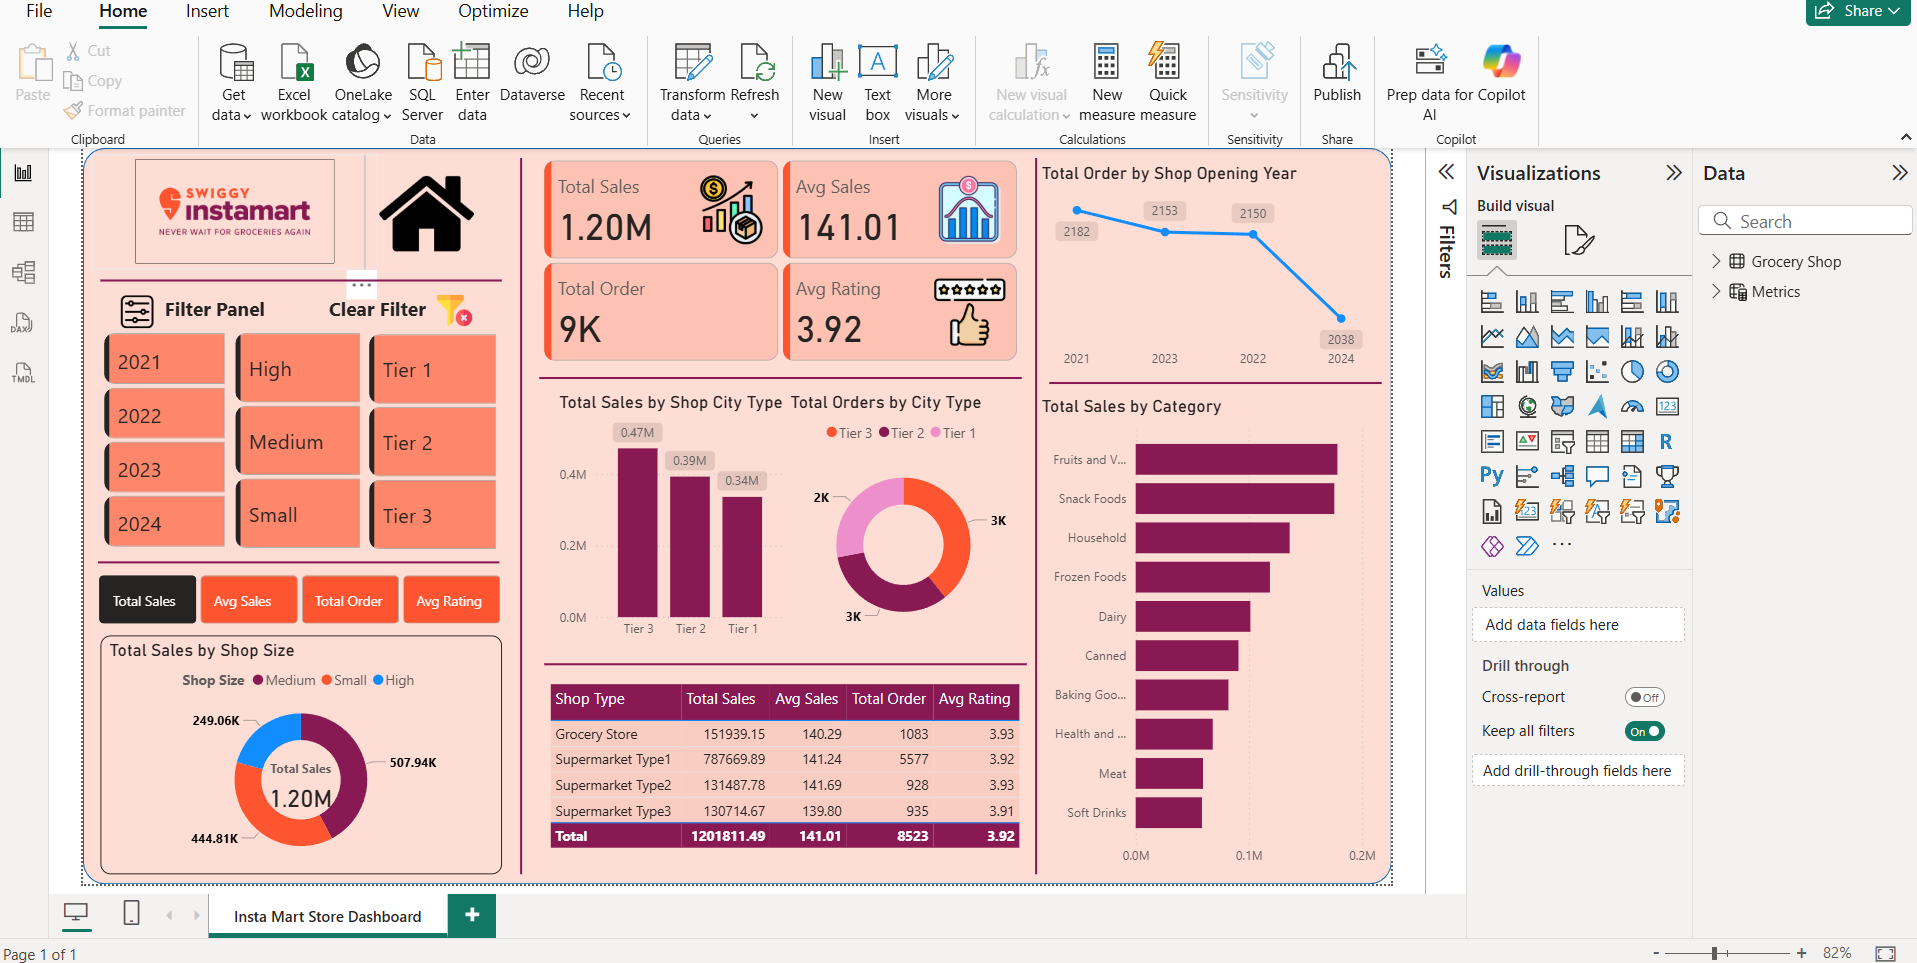 File Home Insert Modeling View Optimize Help
Share
Paste
Cut
Copy
Format painter
Clipboard
Get data
Excel workbook
OneLake catalog
SQL Server
Enter data
Dataverse
Recent sources
Data
Transform data
Refresh
Queries
New visual
Text box
More visuals
Insert
New visual calculation
New measure
Quick measure
Calculations
Sensitivity
Sensitivity
Publish
Share
Prep data for AI
Copilot
Copilot
SWIGGY
instamart
NEVER WAIT FOR GROCERIES AGAIN
Filter Panel
Clear Filter
2021
2022
2023
2024
High
Medium
Small
Tier 1
Tier 2
Tier 3
Total Sales
Avg Sales
Total Order
Avg Rating
Total Sales by Shop Size
Shop Size Medium Small High
249.06K
507.94K
444.81K
Total Sales
1.20M
Total Sales
1.20M
Avg Sales
141.01
Total Order
9K
Avg Rating
3.92
Total Sales by Shop City Type
0.47M
0.39M
0.34M
0.4M
0.2M
0.0M
Tier 3 Tier 2 Tier 1
Total Orders by City Type
Tier 3 Tier 2 Tier 1
2K
3K
3K
Shop Type Total Sales Avg Sales Total Order Avg Rating
Grocery Store 151939.15 140.29 1083 3.93
Supermarket Type1 787669.89 141.24 5577 3.92
Supermarket Type2 131487.78 141.69 928 3.93
Supermarket Type3 130714.67 139.80 935 3.91
Total 1201811.49 141.01 8523 3.92
Total Order by Shop Opening Year
2182
2153
2150
2038
2021 2023 2022 2024
Total Sales by Category
Fruits and V...
Snack Foods
Household
Frozen Foods
Dairy
Canned
Baking Goo...
Health and ...
Meat
Soft Drinks
0.0M 0.1M 0.2M
Filters
Visualizations
Build visual
Values
Add data fields here
Drill through
Cross-report
Off
Keep all filters
On
Add drill-through fields here
Data
Search
Grocery Shop
Metrics
DAX
TMDL
Insta Mart Store Dashboard
Page 1 of 1
82%